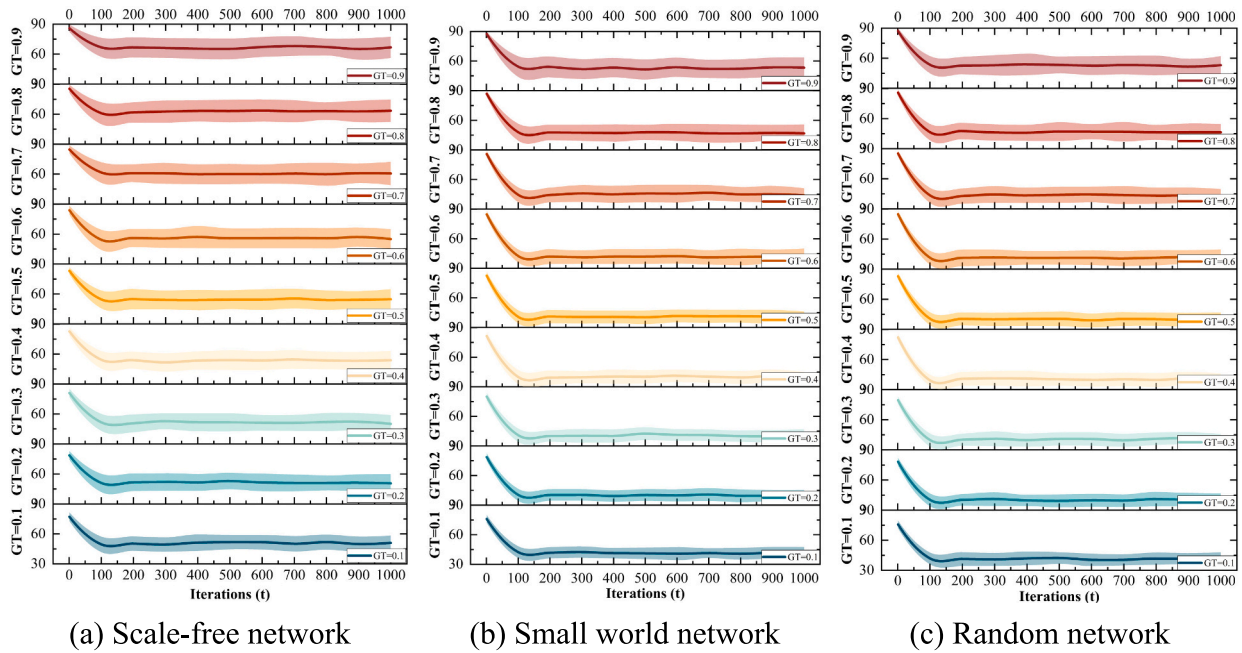 0 100 200 300 400 500 600 700 800 900 1000
90
60
GT=0.9
GT=0.9
90
60
GT=0.8
GT=0.8
90
60
GT=0.7
GT=0.7
90
60
GT=0.6
GT=0.6
90
60
GT=0.5
GT=0.5
90
60
GT=0.4
GT=0.4
90
60
GT=0.3
GT=0.3
90
60
GT=0.2
GT=0.2
90
60
GT=0.1
GT=0.1
30
0 100 200 300 400 500 600 700 800 900 1000
Iterations (t)
(a) Scale-free network
0 100 200 300 400 500 600 700 800 900 1000
90
60
GT=0.9
GT=0.9
90
60
GT=0.8
GT=0.8
90
60
GT=0.7
GT=0.7
90
60
GT=0.6
GT=0.6
90
60
GT=0.5
GT=0.5
90
60
GT=0.4
GT=0.4
90
60
GT=0.3
GT=0.3
90
60
GT=0.2
GT=0.2
90
60
GT=0.1
GT=0.1
30
0 100 200 300 400 500 600 700 800 900 1000
Iterations (t)
(b) Small world network
0 100 200 300 400 500 600 700 800 900 1000
90
60
GT=0.9
GT=0.9
90
60
GT=0.8
GT=0.8
90
60
GT=0.7
GT=0.7
90
60
GT=0.6
GT=0.6
90
60
GT=0.5
GT=0.5
90
60
GT=0.4
GT=0.4
90
60
GT=0.3
GT=0.3
90
60
GT=0.2
GT=0.2
90
60
GT=0.1
GT=0.1
30
0 100 200 300 400 500 600 700 800 900 1000
Iterations (t)
(c) Random network